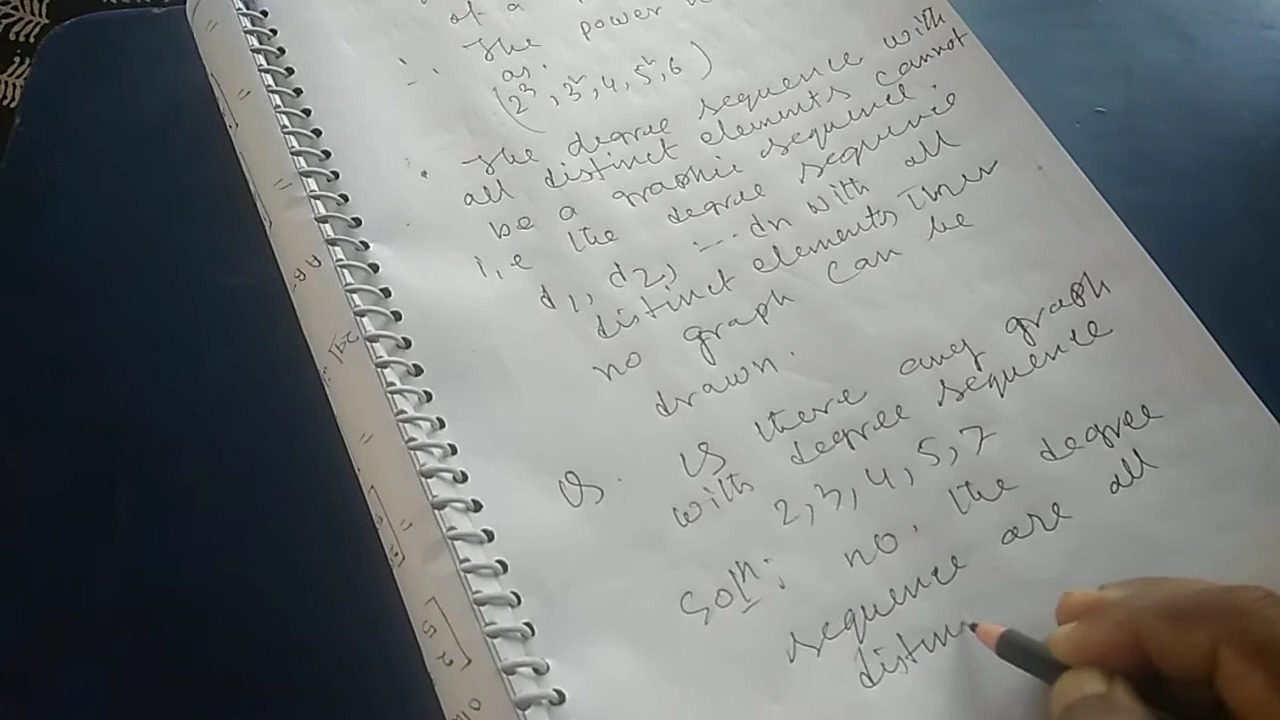 of a
∴ The power
as.
(2³, 3², 4, 5², 6)
. The degree sequence with
all distinct elements cannot
be a graphic sequence.
i,e the degree sequence
d1, d2, ... dn with all
distinct elements then
no graph can be
drawn.
Q. is there any graph
with degree sequence
2, 3, 4, 5, 7
Solⁿ: no. the degree
sequence are all
distin